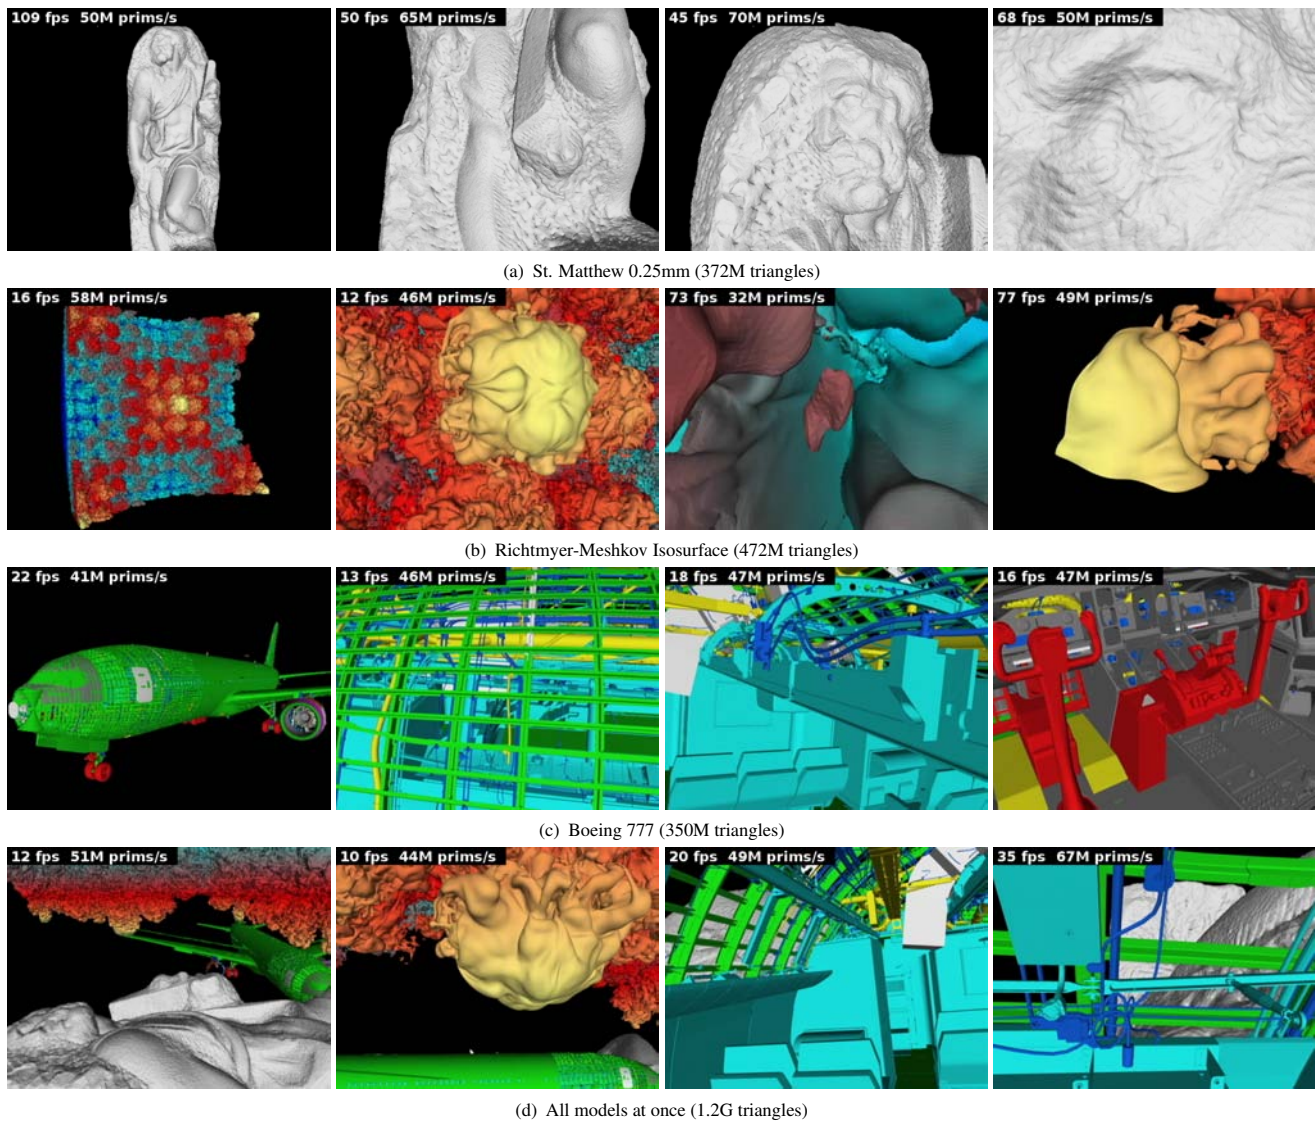 109 fps 50M prims/s
50 fps 65M prims/s
45 fps 70M prims/s
68 fps 50M prims/s
(a) St. Matthew 0.25mm (372M triangles)
16 fps 58M prims/s
12 fps 46M prims/s
73 fps 32M prims/s
77 fps 49M prims/s
(b) Richtmyer-Meshkov Isosurface (472M triangles)
22 fps 41M prims/s
13 fps 46M prims/s
18 fps 47M prims/s
16 fps 47M prims/s
(c) Boeing 777 (350M triangles)
12 fps 51M prims/s
10 fps 44M prims/s
20 fps 49M prims/s
35 fps 67M prims/s
(d) All models at once (1.2G triangles)